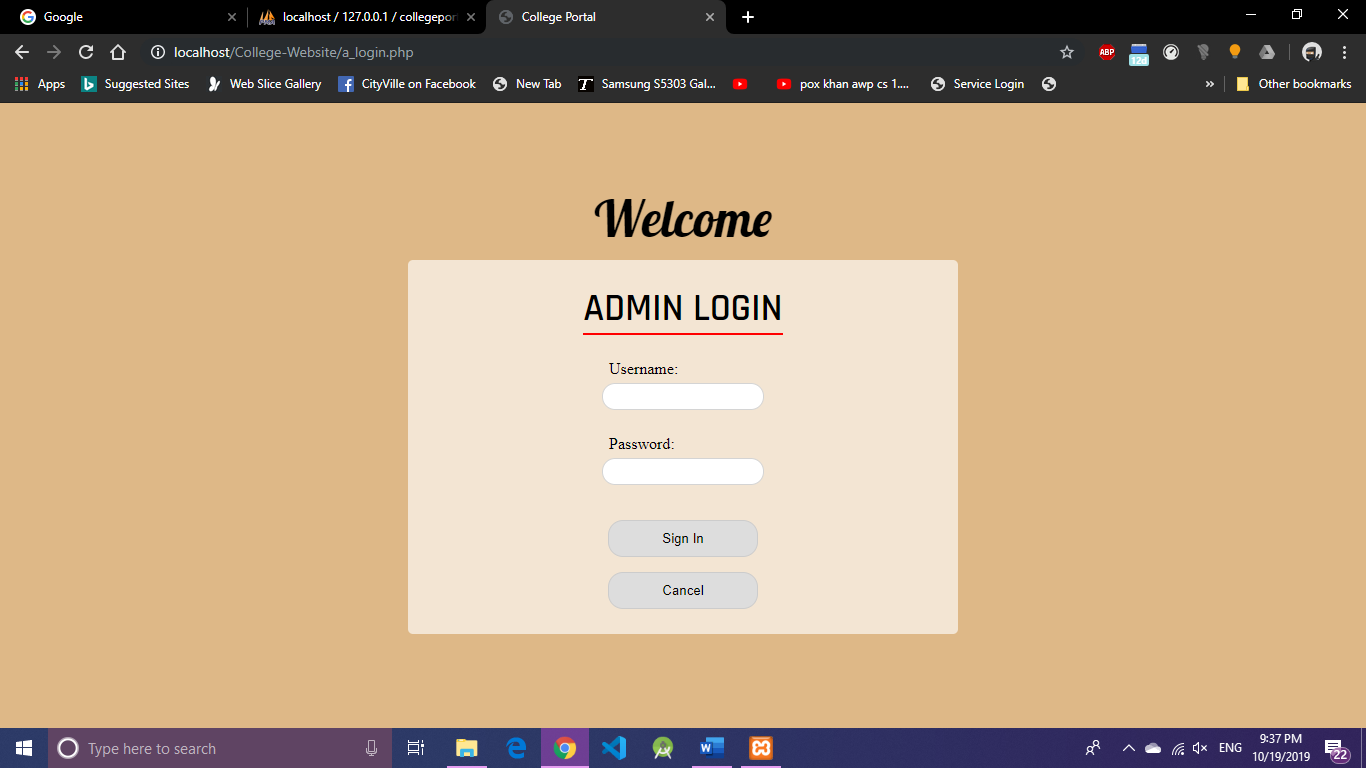 Google
localhost / 127.0.0.1 / collegepor
College Portal
localhost/College-Website/a_login.php
ABP
12d
Apps
Suggested Sites
Web Slice Gallery
CityVille on Facebook
New Tab
T
Samsung S5303 Gal...
pox khan awp cs 1....
Service Login
»
Other bookmarks
Welcome
ADMIN LOGIN
Username:
Password:
Sign In
Cancel
Type here to search
ENG
9:37 PM
10/19/2019
22